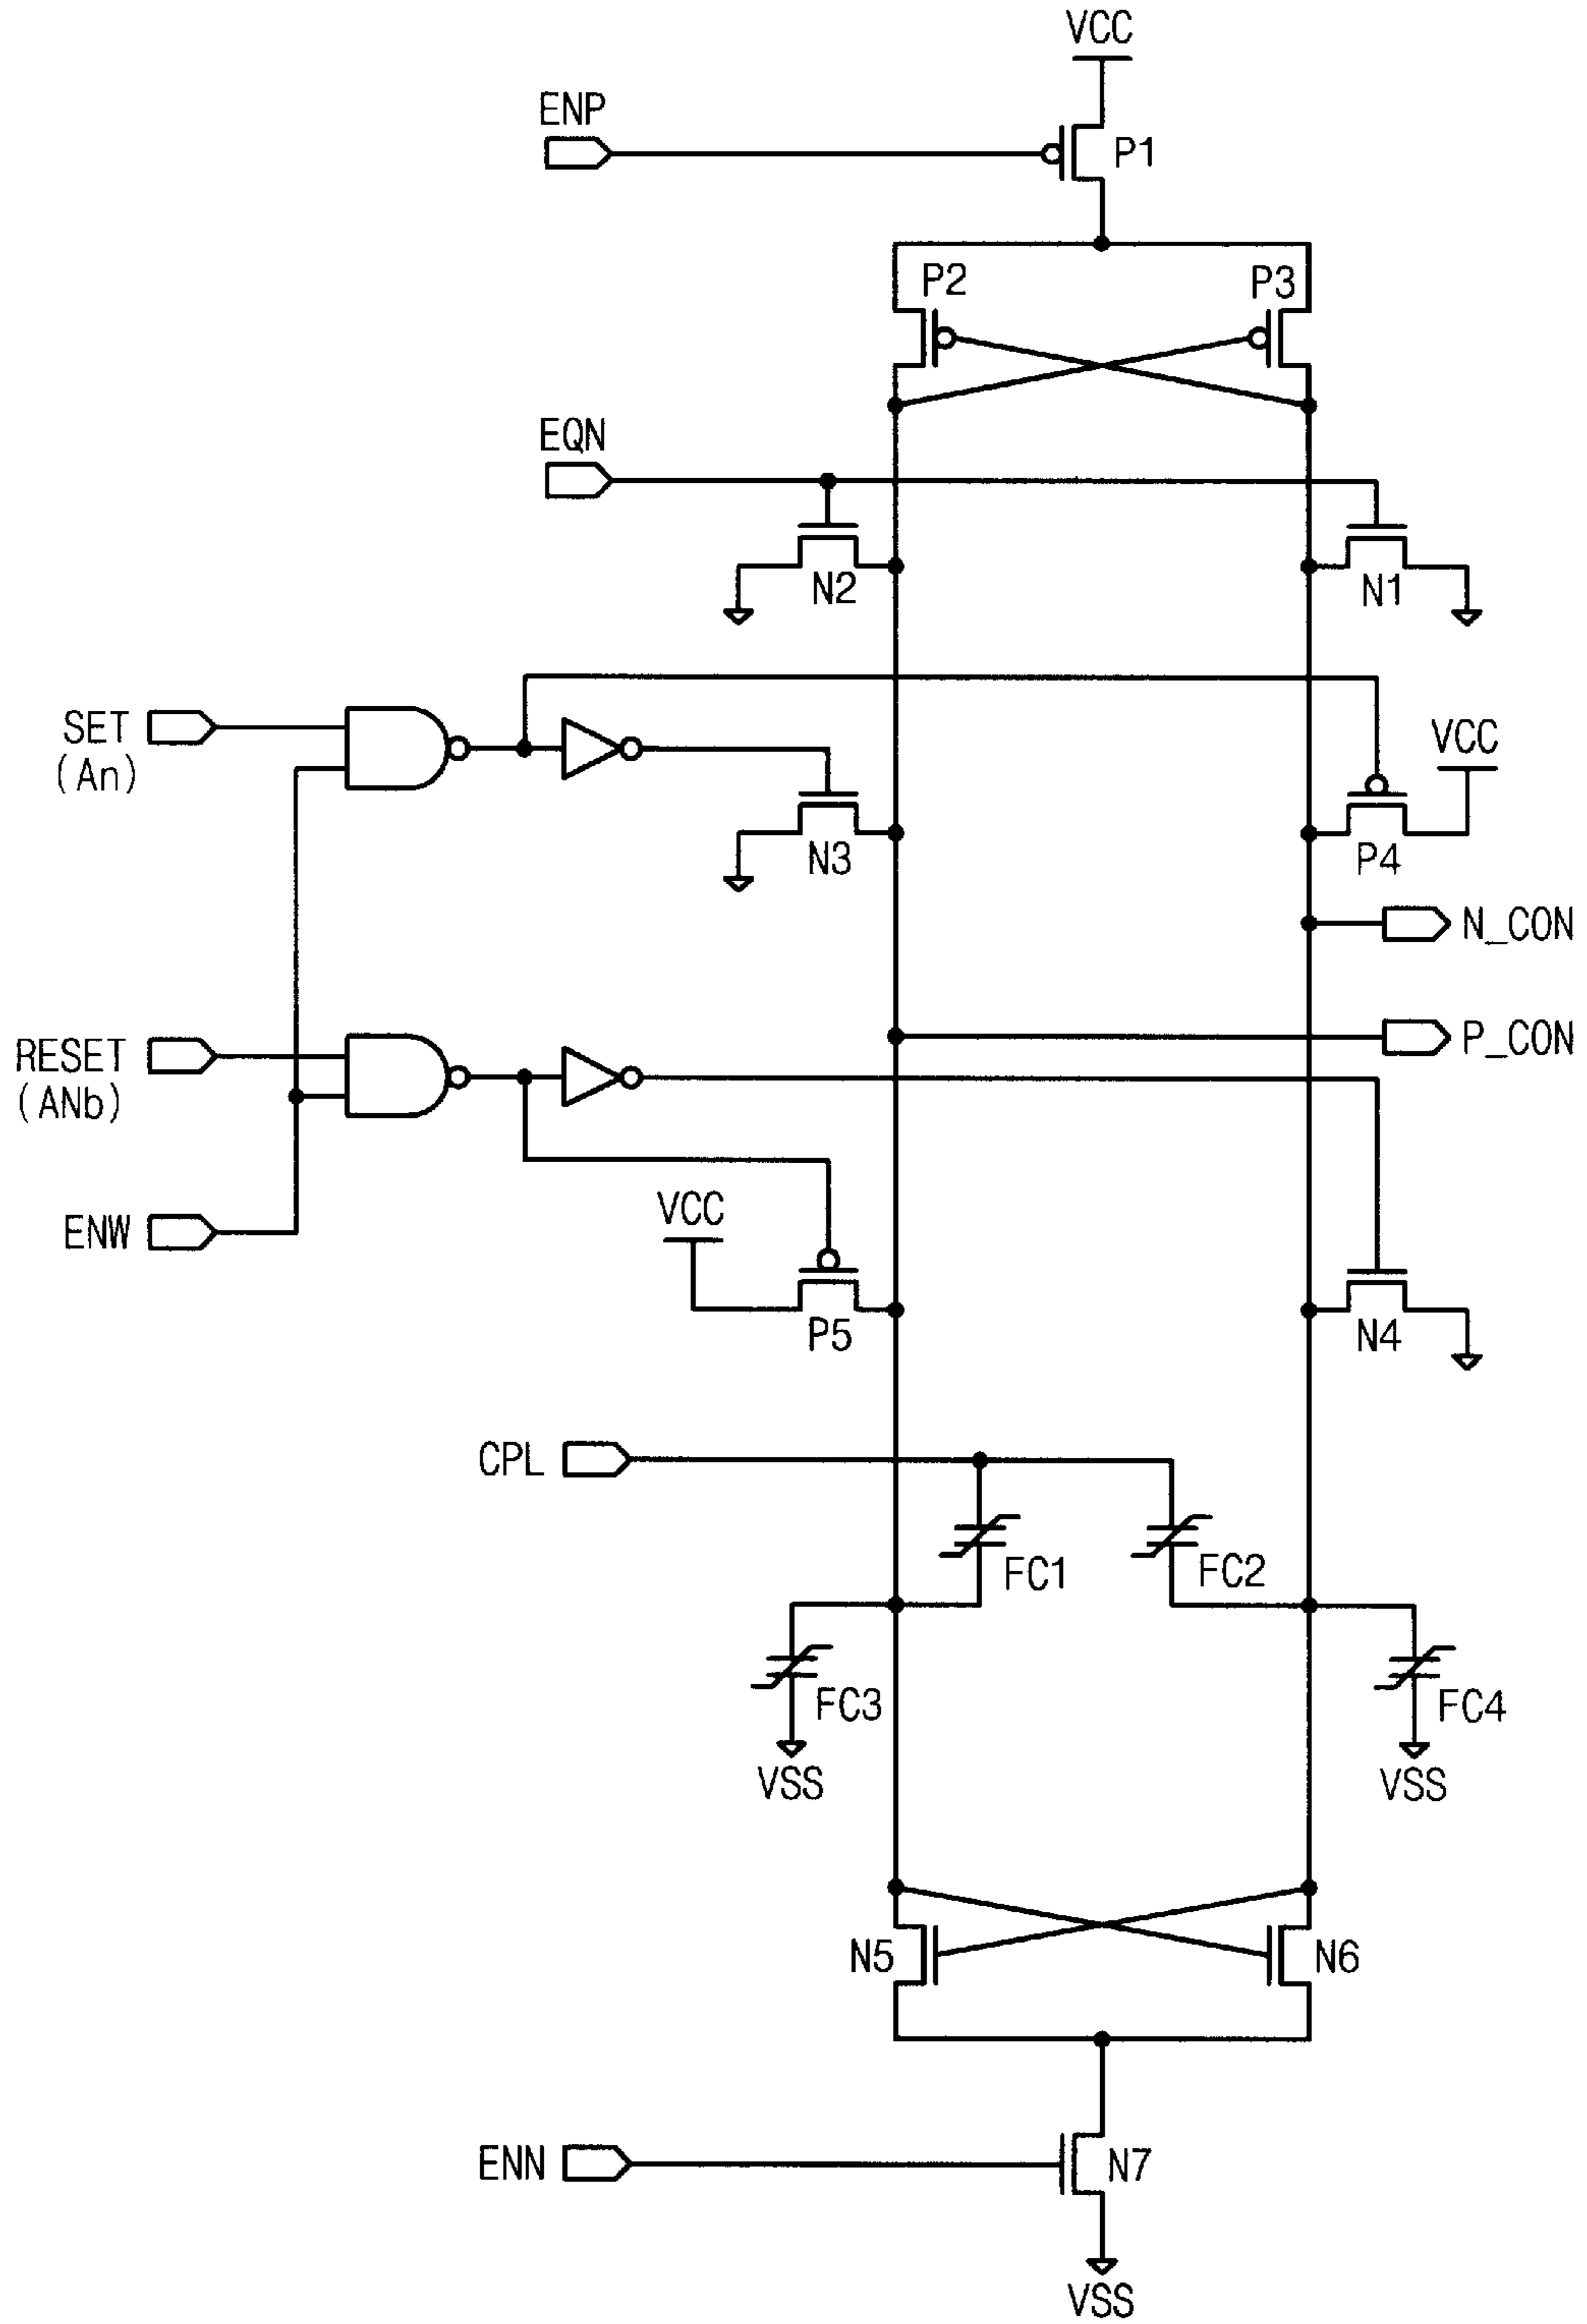 VCC
ENP
P1
P2
P3
EQN
N2
N1
SET
(An)
VCC
N3
P4
N_CON
RESET
(ANb)
P_CON
ENW
VCC
P5
N4
CPL
FC1
FC2
FC3
FC4
VSS
VSS
N5
N6
ENN
N7
VSS